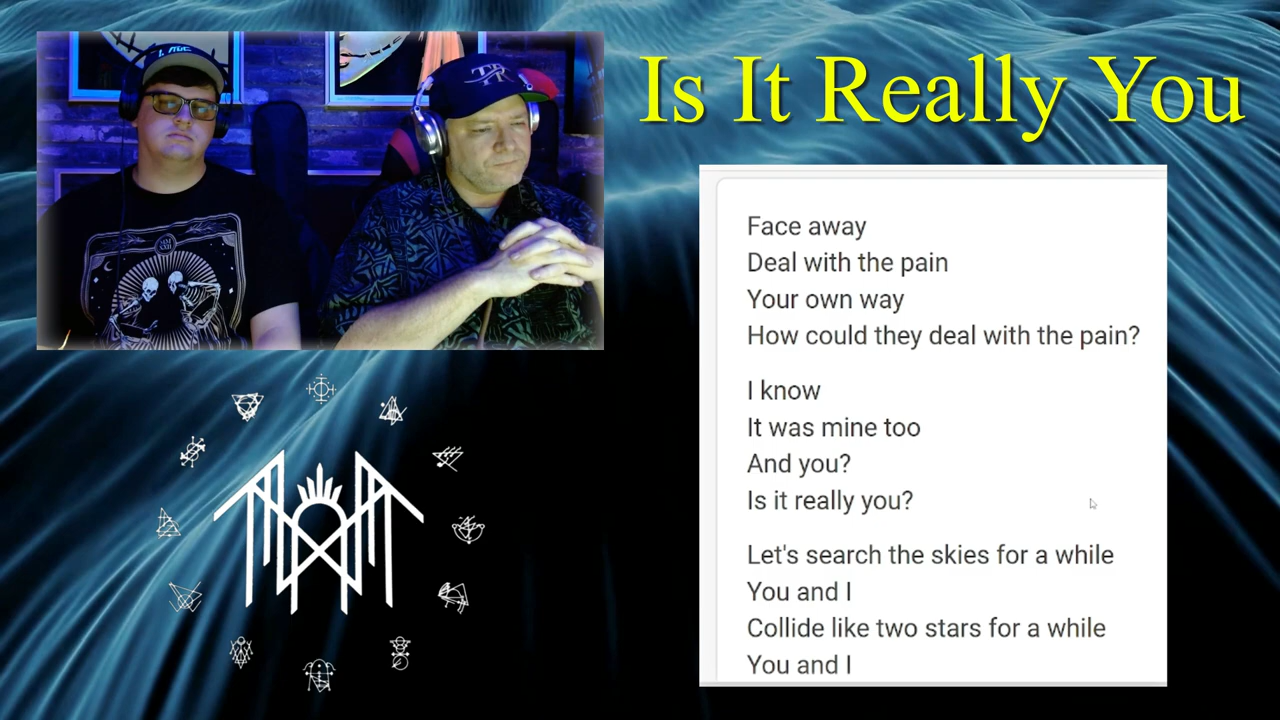 Is It Really You
TR
Face away
Deal with the pain
Your own way
How could they deal with the pain?
I know
It was mine too
And you?
Is it really you?
Let's search the skies for a while
You and I
Collide like two stars for a while
You and I